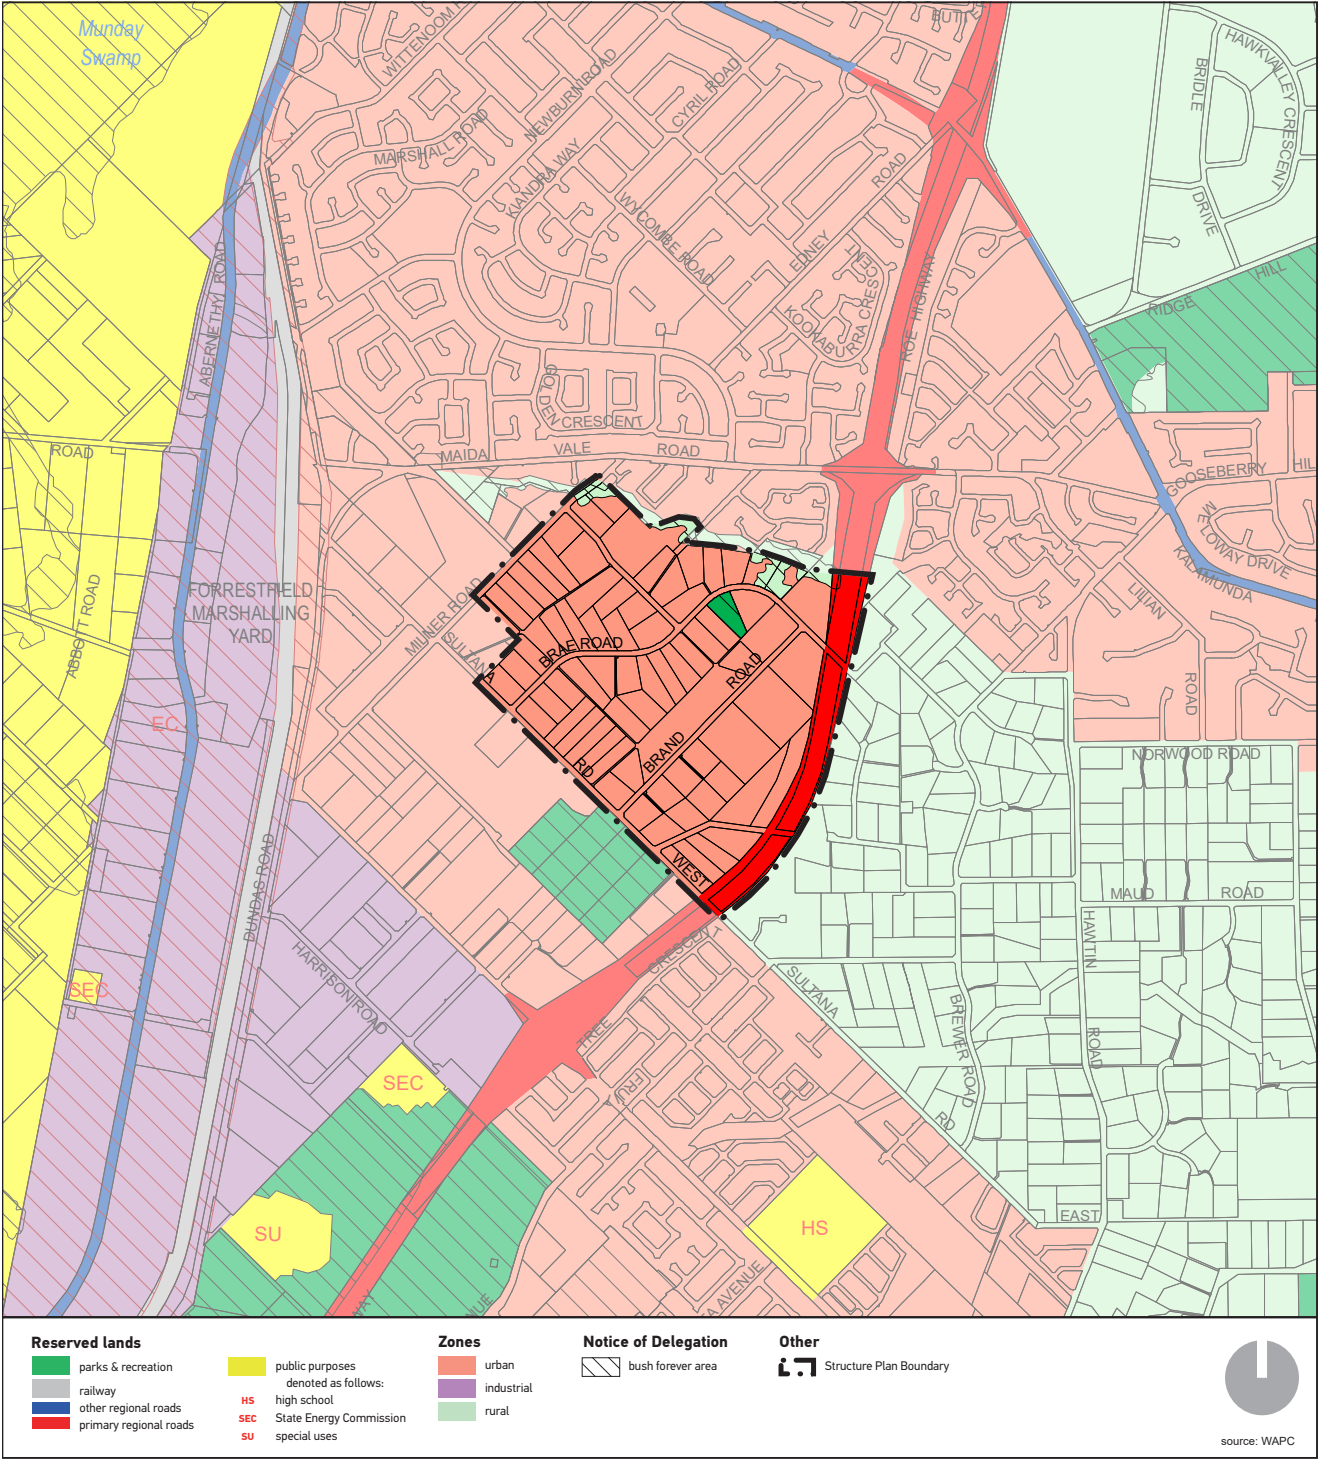 Munday
Swamp
WITTENOOM
BUTT
HAWKVALLEY CRESCENT
BRIDLE
DRIVE
NEWBURN ROAD
CYRIL ROAD
MARSHALL ROAD
KIANDRA WAY
WYCOMBE ROAD
EDNEY
ROAD
KOOKABURRA CRESCENT
ROE HIGHWAY
RIDGE
HILL
ABERNETHY ROAD
GOLDEN
CRESCENT
MAIDA
VALE
ROAD
ROAD
GOOSEBERRY
HIL
MELOWAY DRIVE
KALAMUNDA
LILIAN
ROAD
FORRESTFIELD
MARSHALLING
YARD
ABBOTT ROAD
MILNER ROAD
SULTANA
BRAE ROAD
ROAD
BRAND
RD
WEST
EC
NORWOOD ROAD
MAUD
ROAD
HAWTIN
ROAD
DUNDAS ROAD
HARRISON ROAD
CRESCENT
TREE
FRUIT
SULTANA
RD
BREWER ROAD
EAST
SEC
SEC
SU
HS
WAY
NUE
EA AVENUE
Reserved lands
parks & recreation
railway
other regional roads
primary regional roads
public purposes
denoted as follows:
HS high school
SEC State Energy Commission
SU special uses
Zones
urban
industrial
rural
Notice of Delegation
bush forever area
Other
Structure Plan Boundary
source: WAPC